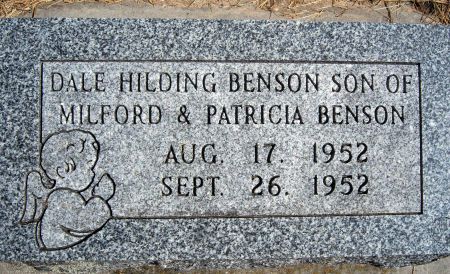 DALE HILDING BENSON SON OF
MILFORD & PATRICIA BENSON
AUG. 17. 1952
SEPT. 26. 1952